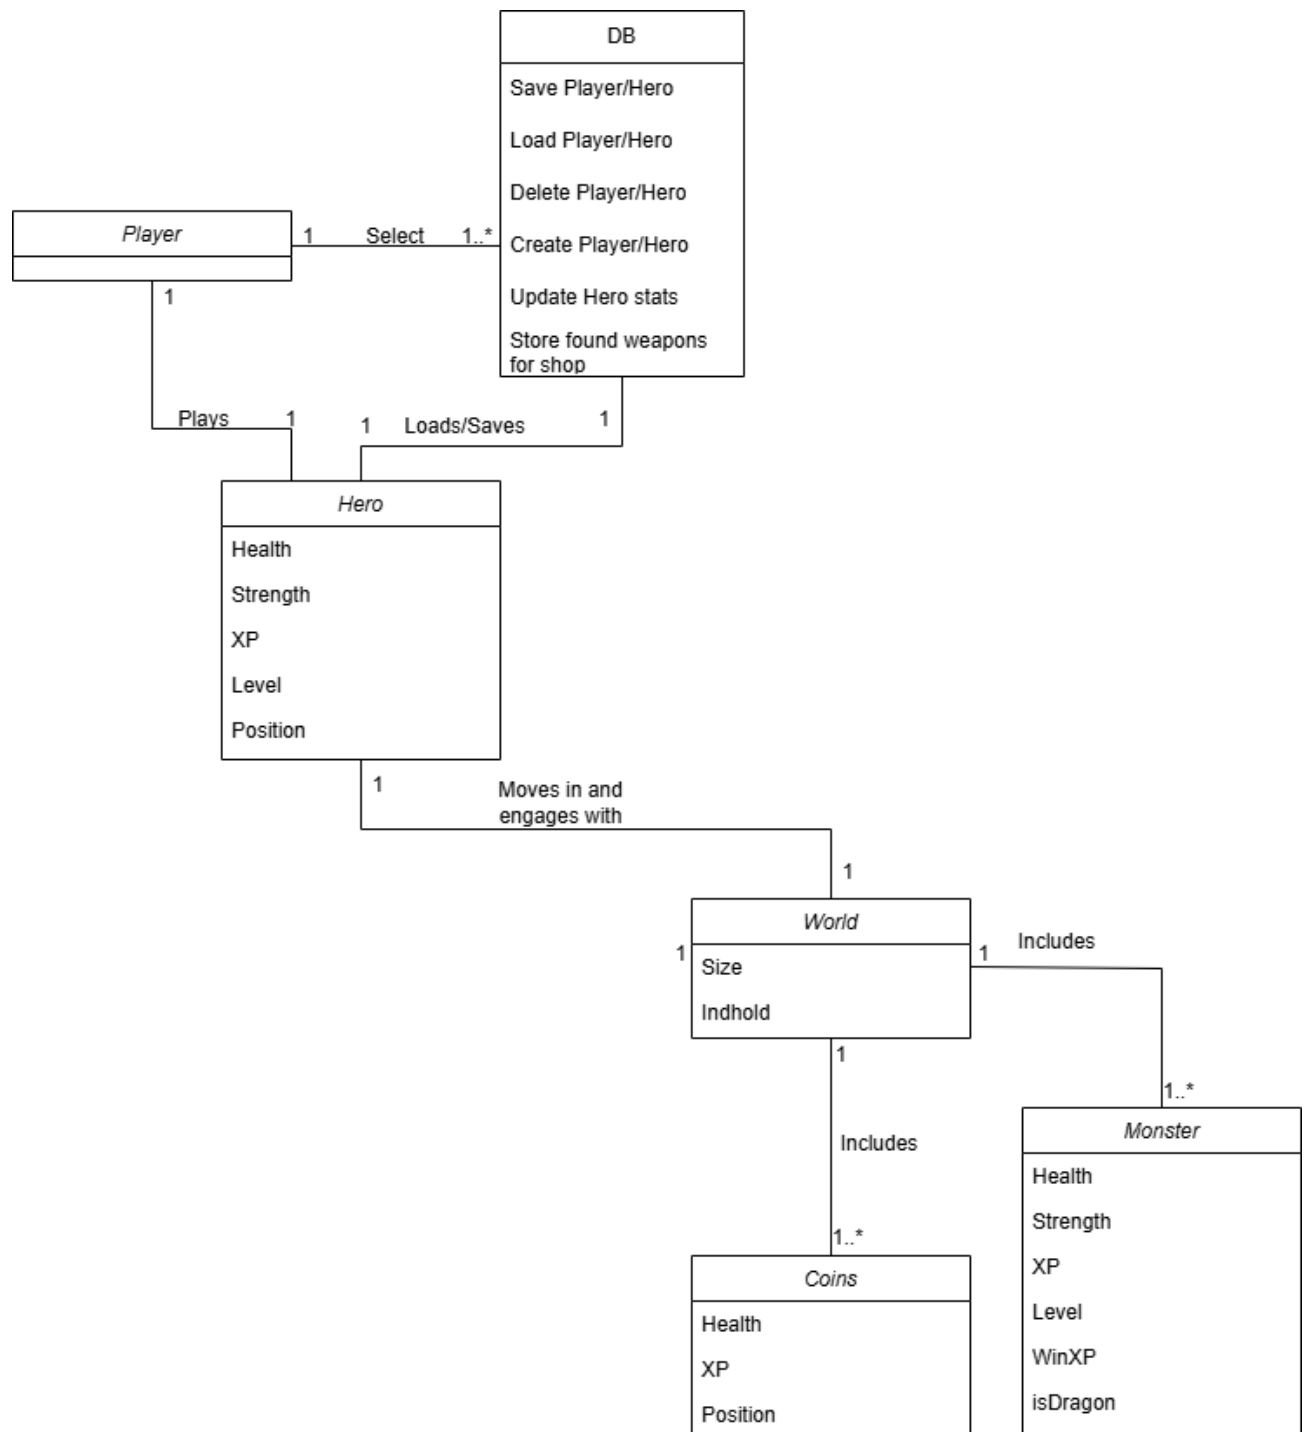 DB
Save Player/Hero
Load Player/Hero
Delete Player/Hero
Create Player/Hero
Update Hero stats
Store found weapons
for shop
Player
1 Select 1..*
1
Plays 1
1 Loads/Saves 1
Hero
Health
Strength
XP
Level
Position
1
Moves in and
engages with
1
World
1
Size
Indhold
1 Includes
1
1..*
Includes
Monster
Health
Strength
XP
Level
WinXP
isDragon
1..*
Coins
Health
XP
Position